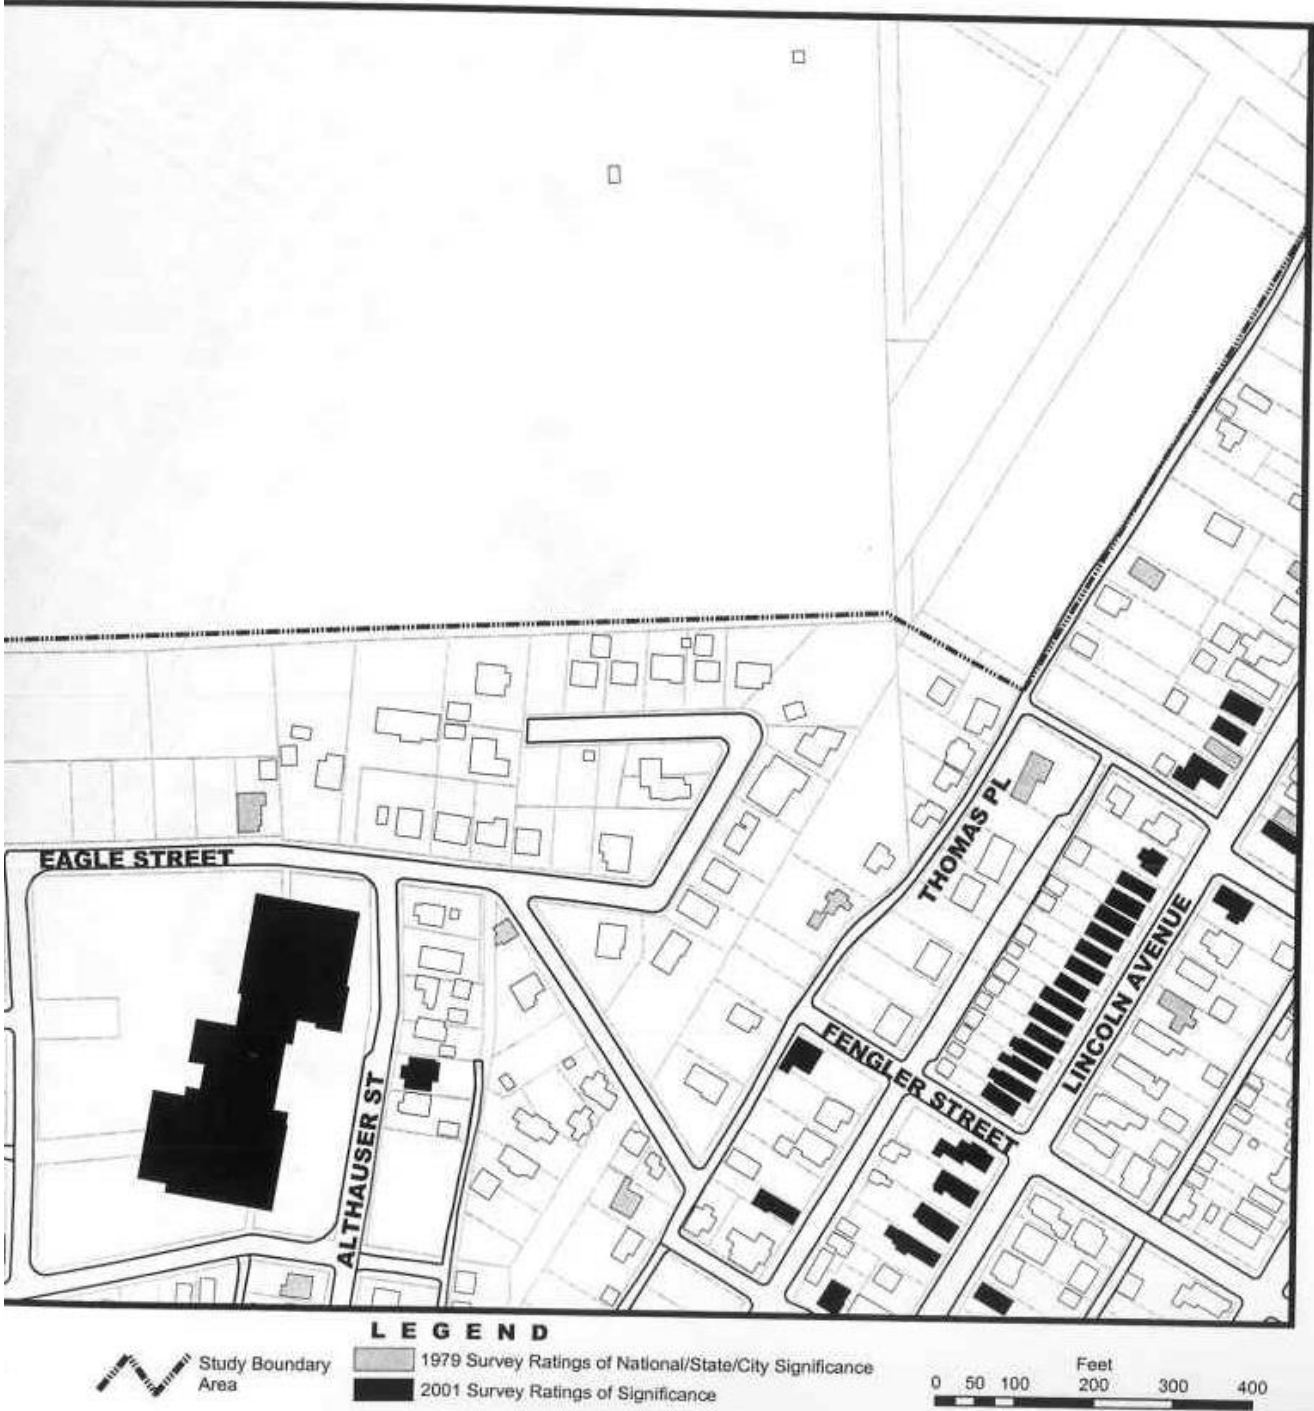 EAGLE STREET
THOMAS PL
LINCOLN AVENUE
FENGLER STREET
ALTHAUSER ST
LEGEND
Study Boundary
Area
1979 Survey Ratings of National/State/City Significance
2001 Survey Ratings of Significance
Feet
0 50 100 200 300 400